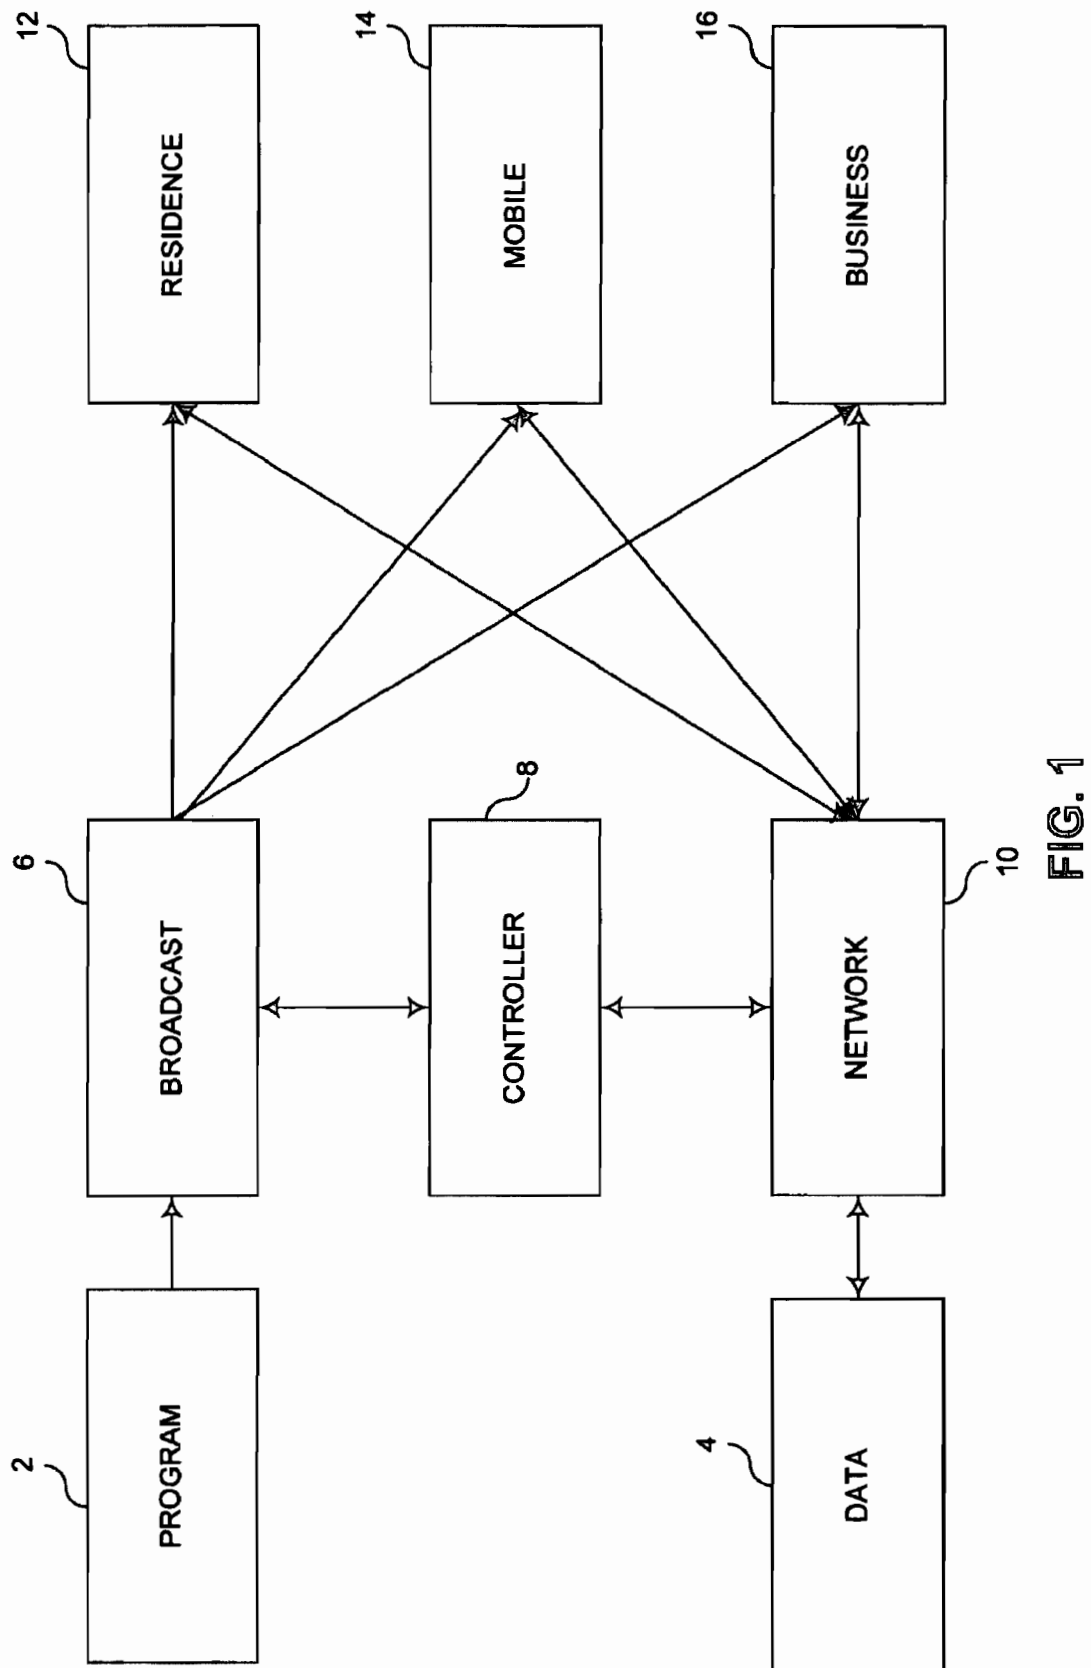 2
PROGRAM
6
BROADCAST
12
RESIDENCE
8
CONTROLLER
14
MOBILE
4
DATA
10
NETWORK
16
BUSINESS
FIG. 1